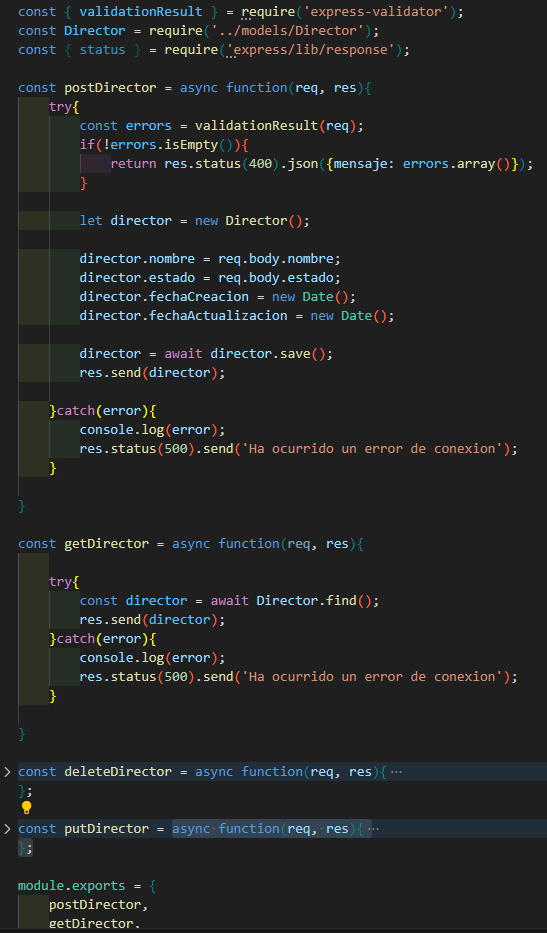 const { validationResult } = require('express-validator');
const Director = require('../models/Director');
const { status } = require('express/lib/response');
const postDirector = async function(req, res){
try{
const errors = validationResult(req);
if(!errors.isEmpty()){
return res.status(400).json({mensaje: errors.array()});
}
let director = new Director();
director.nombre = req.body.nombre;
director.estado = req.body.estado;
director.fechaCreacion = new Date();
director.fechaActualizacion = new Date();
director = await director.save();
res.send(director);
}catch(error){
console.log(error);
res.status(500).send('Ha ocurrido un error de conexion');
}
}
const getDirector = async function(req, res){
try{
const director = await Director.find();
res.send(director);
}catch(error){
console.log(error);
res.status(500).send('Ha ocurrido un error de conexion');
}
}
const deleteDirector = async function(req, res){ ⋯
};
const putDirector = async function(req, res){ ⋯
};
module.exports = {
postDirector,
getDirector,